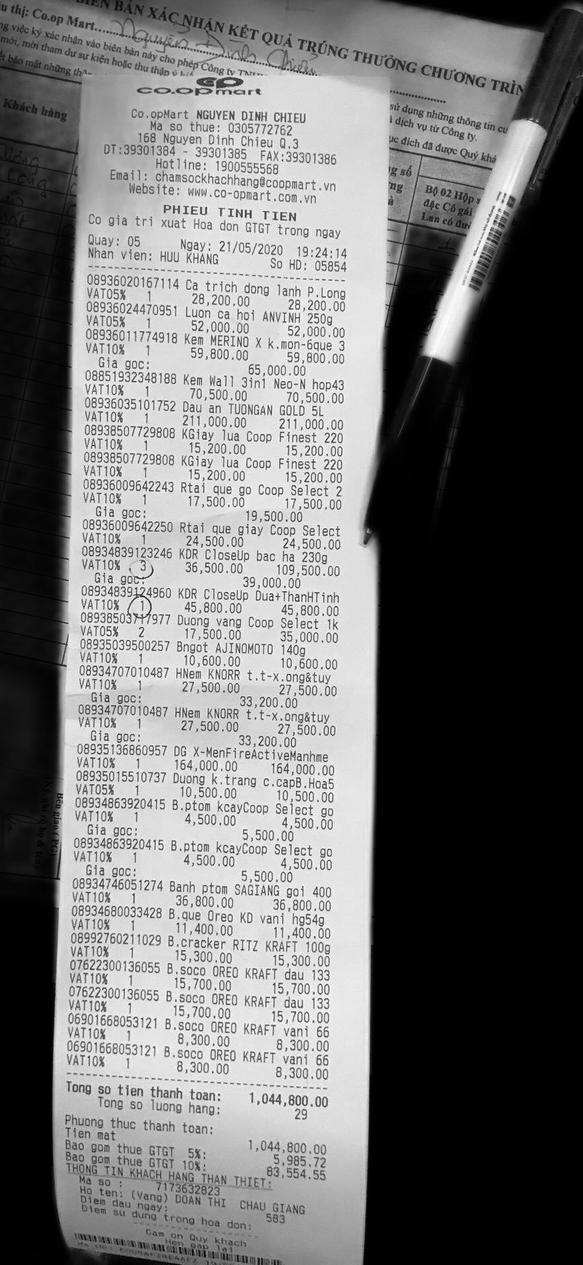 BIÊN BẢN XÁC NHẬN KẾT QUẢ TRÚNG THƯỞNG CHƯƠNG TRÌN
thị: Co.op Mart
Nguyễn Đình Chiểu
Khách hàng
Bộ 02 Hộp
co.opmart
Co.opMart NGUYEN DINH CHIEU
Ma so thue: 0305772762
168 Nguyen Dinh Chieu Q.3
DT:39301384 - 39301385 FAX:39301386
Hotline: 1900555568
Email: chamsockhachhang@coopmart.vn
Website: www.co-opmart.com.vn
PHIEU TINH TIEN
Co gia tri xuat Hoa don GTGT trong ngay
Quay: 05 Ngay: 21/05/2020 19:24:14
Nhan vien: HUU KHANG So HD: 05854
08936020167114 Ca trich dong lanh P.Long
VAT05% 1 28,200.00 28,200.00
08936024470951 Luon ca hoi ANVINH 250g
VAT05% 1 52,000.00 52,000.00
08936011774918 Kem MERINO X k.mon-6que 3
VAT10% 1 59,800.00 59,800.00
Gia goc: 65,000.00
08851932348188 Kem Wall 3in1 Neo-N hop43
VAT10% 1 70,500.00 70,500.00
08936035101752 Dau an TUONGAN GOLD 5L
VAT10% 1 211,000.00 211,000.00
08938507729808 KGiay lua Coop Finest 220
VAT10% 1 15,200.00 15,200.00
08938507729808 KGiay lua Coop Finest 220
VAT10% 1 15,200.00 15,200.00
08936009642243 Rtai que go Coop Select 2
VAT10% 1 17,500.00 17,500.00
Gia goc: 19,500.00
08936009642250 Rtai que giay Coop Select
VAT10% 1 24,500.00 24,500.00
08934839123246 KDR CloseUp bac ha 230g
VAT10% 3 36,500.00 109,500.00
Gia goc: 39,000.00
08934839124960 KDR CloseUp Dua+ThanHTinh
VAT10% 1 45,800.00 45,800.00
08938503717977 Duong vang Coop Select 1k
VAT05% 2 17,500.00 35,000.00
08935039500257 Bngot AJINOMOTO 140g
VAT10% 1 10,600.00 10,600.00
08934707010487 HNem KNORR t.t-x.ong&tuy
VAT10% 1 27,500.00 27,500.00
Gia goc: 33,200.00
08934707010487 HNem KNORR t.t-x.ong&tuy
VAT10% 1 27,500.00 27,500.00
Gia goc: 33,200.00
08935136860957 DG X-MenFireActiveManhme
VAT10% 1 164,000.00 164,000.00
08935015510737 Duong k.trang c.capB.Hoa5
VAT05% 1 10,500.00 10,500.00
08934863920415 B.ptom kcayCoop Select go
VAT10% 1 4,500.00 4,500.00
Gia goc: 5,500.00
08934863920415 B.ptom kcayCoop Select go
VAT10% 1 4,500.00 4,500.00
Gia goc: 5,500.00
08934746051274 Banh ptom SAGIANG goi 400
VAT10% 1 36,800.00 36,800.00
08934680033428 B.que Oreo KD vani hg54g
VAT10% 1 11,400.00 11,400.00
08992760211029 B.cracker RITZ KRAFT 100g
VAT10% 1 15,300.00 15,300.00
07622300136055 B.soco OREO KRAFT dau 133
VAT10% 1 15,700.00 15,700.00
07622300136055 B.soco OREO KRAFT dau 133
VAT10% 1 15,700.00 15,700.00
06901668053121 B.soco OREO KRAFT vani 66
VAT10% 1 8,300.00 8,300.00
06901668053121 B.soco OREO KRAFT vani 66
VAT10% 1 8,300.00 8,300.00
Tong so tien thanh toan: 1,044,800.00
Tong so luong hang: 29
Phuong thuc thanh toan:
Tien mat 1,044,800.00
Bao gom thue GTGT 5%: 5,985.72
Bao gom thue GTGT 10%: 83,554.55
THONG TIN KHACH HANG THAN THIET:
Ma so : 7173632823
Ho ten: (Vang) DOAN THI CHAU GIANG
Diem dau ngay: 583
Diem su dung trong hoa don:
Cam on Quy khach
Hen gap lai